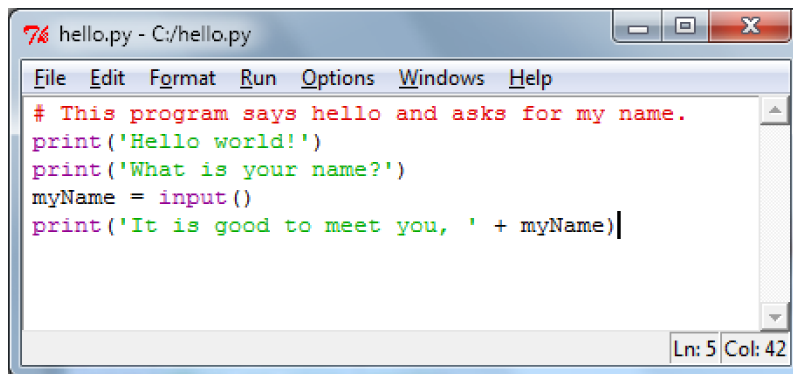 hello.py - C:/hello.py
File Edit Format Run Options Windows Help
# This program says hello and asks for my name.
print('Hello world!')
print('What is your name?')
myName = input()
print('It is good to meet you, ' + myName)
Ln: 5 Col: 42